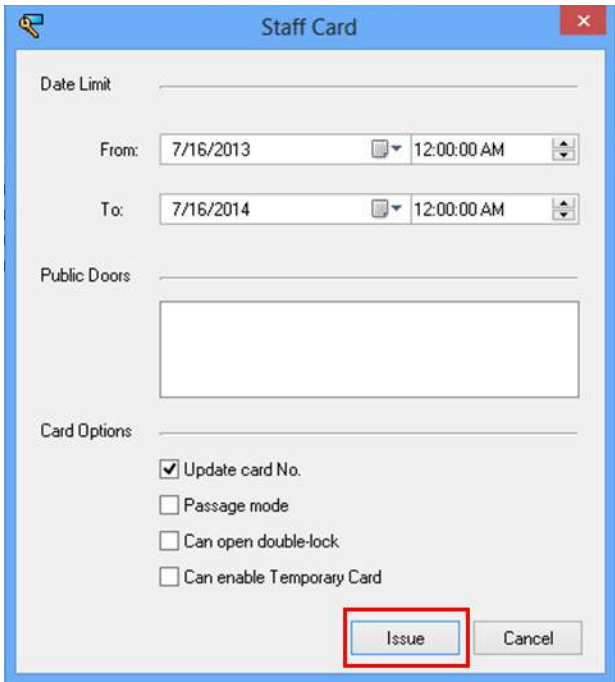 Staff Card
Date Limit
From: 7/16/2013 12:00:00 AM
To: 7/16/2014 12:00:00 AM
Public Doors
Card Options
Update card No.
Passage mode
Can open double-lock
Can enable Temporary Card
Issue Cancel